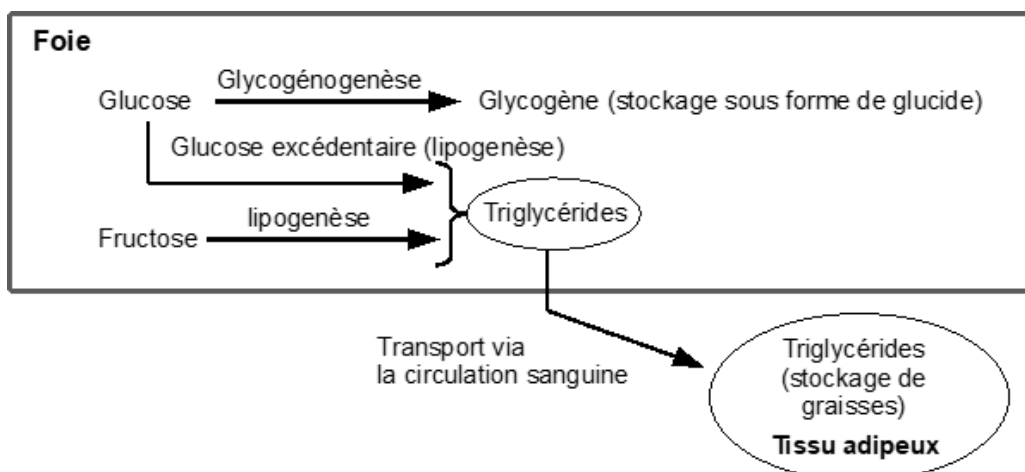 Foie
Glycogénogenèse
Glucose
Glycogène (stockage sous forme de glucide)
Glucose excédentaire (lipogenèse)
lipogenèse
Triglycérides
Fructose
Transport via
la circulation sanguine
Triglycérides
(stockage de
graisses)
Tissu adipeux